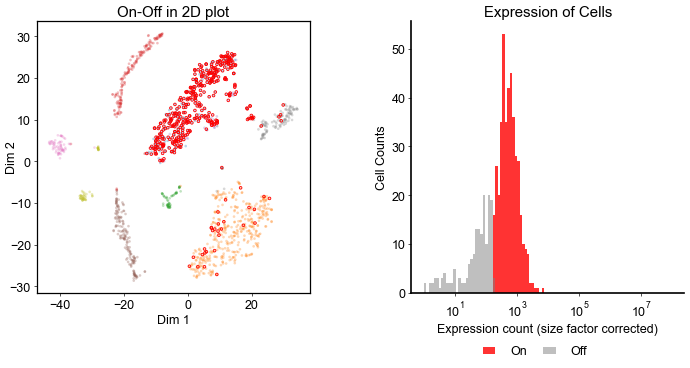 On-Off in 2D plot
30
20
10
0
−10
−20
−30
Dim 2
−40
−20
0
20
Dim 1
Expression of Cells
50
40
30
20
10
0
Cell Counts
10^1
10^3
10^5
10^7
Expression count (size factor corrected)
On
Off